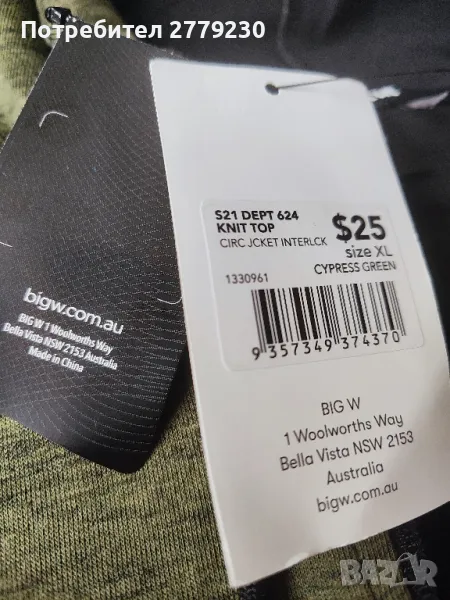 Потребител 2779230
S21 DEPT 624
KNIT TOP
CIRC JCKET INTERLCK
$25
size XL
CYPRESS GREEN
1330961
9 357349 374370
BIG W
1 Woolworths Way
Bella Vista NSW 2153
Australia
bigw.com.au
bigw.com.au
BIG W 1 Woolworths Way
Bella Vista NSW 2153 Australia
Made in China
BAZAR